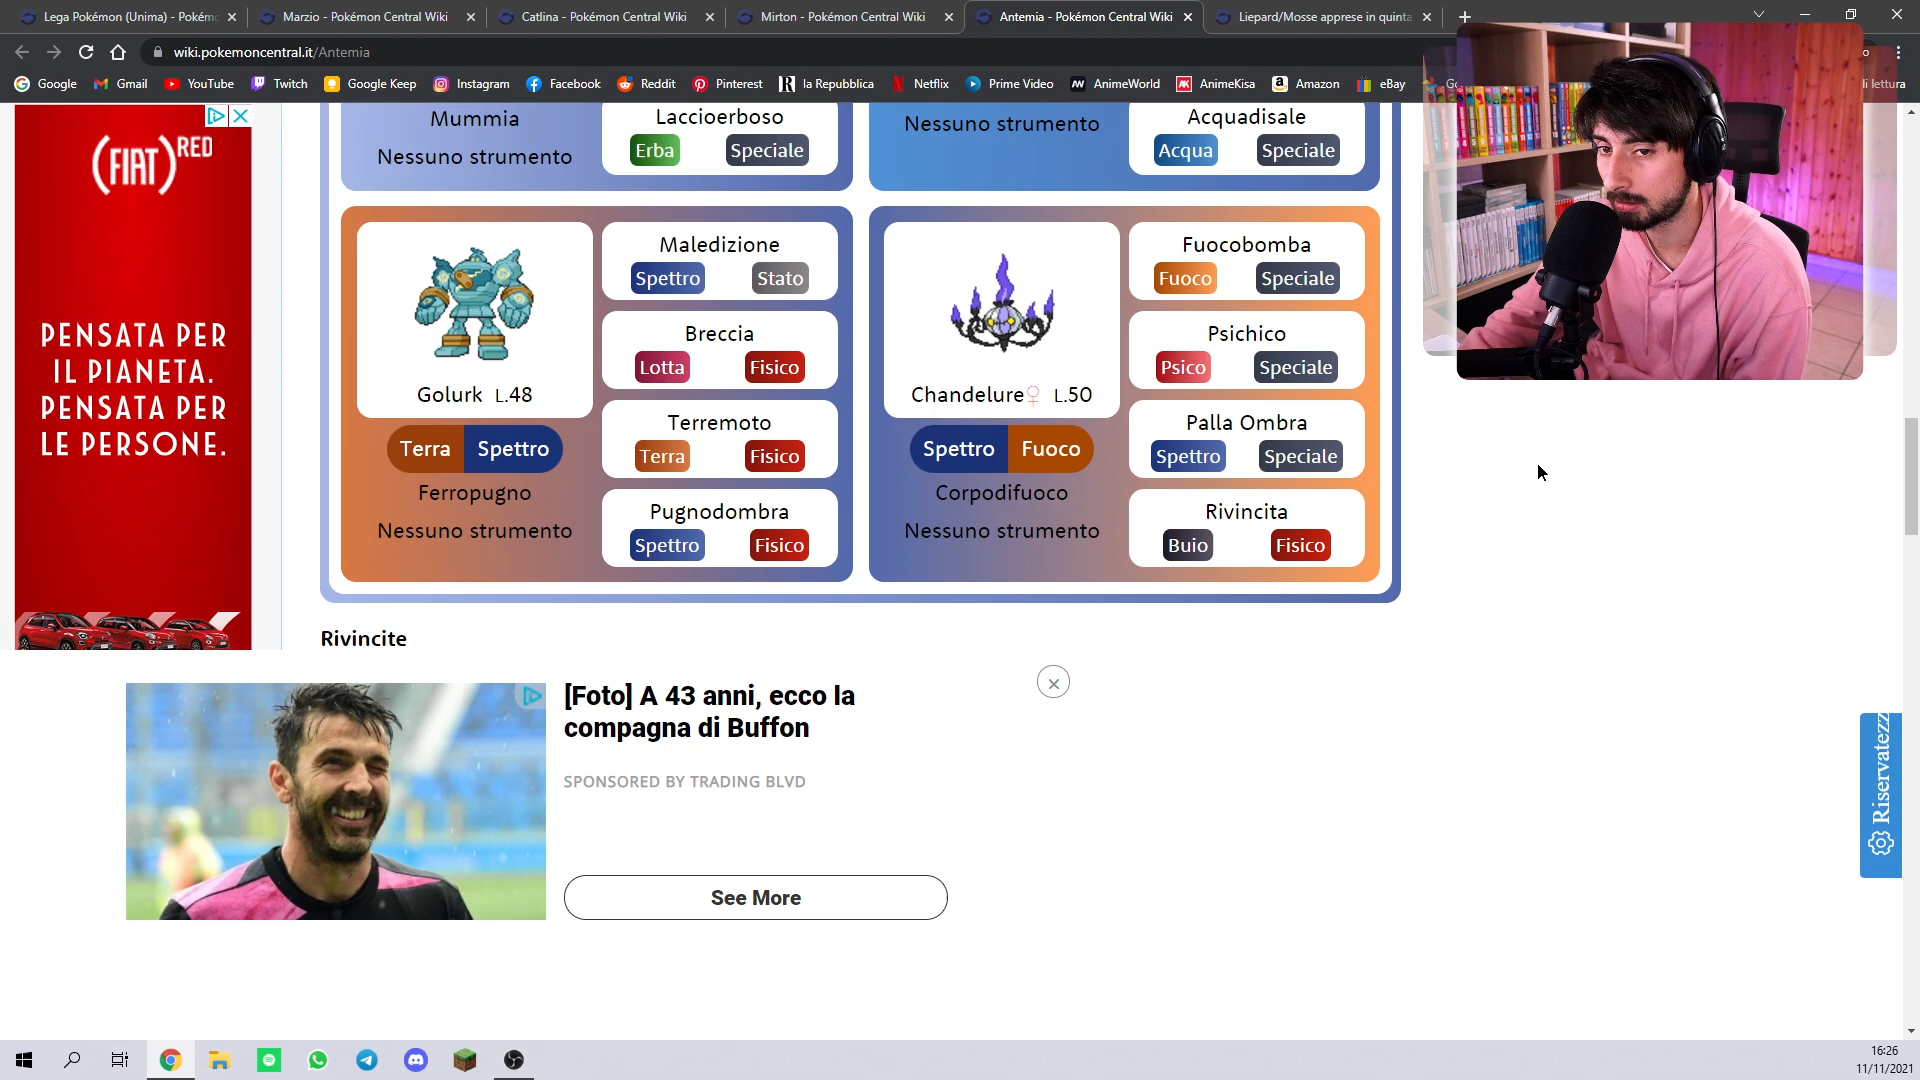 Lega Pokémon (Unima) - Pokém
Marzio - Pokémon Central Wiki
Catlina - Pokémon Central Wiki
Mirton - Pokémon Central Wiki
Antemia - Pokémon Central Wiki
Liepard/Mosse apprese in quinta
wiki.pokemoncentral.it/Antemia
Google
Gmail
YouTube
Twitch
Google Keep
Instagram
Facebook
Reddit
Pinterest
la Repubblica
Netflix
Prime Video
AnimeWorld
AnimeKisa
Amazon
eBay
lettura
(FIAT)RED
PENSATA PER
IL PIANETA.
PENSATA PER
LE PERSONE.
Mummia
Nessuno strumento
Laccioerboso
Erba Speciale
Nessuno strumento
Acquadisale
Acqua Speciale
Golurk L.48
Terra Spettro
Ferropugno
Nessuno strumento
Maledizione
Spettro Stato
Breccia
Lotta Fisico
Terremoto
Terra Fisico
Pugnodombra
Spettro Fisico
Chandelure♀ L.50
Spettro Fuoco
Corpodifuoco
Nessuno strumento
Fuocobomba
Fuoco Speciale
Psichico
Psico Speciale
Palla Ombra
Spettro Speciale
Rivincita
Buio Fisico
Rivincite
[Foto] A 43 anni, ecco la
compagna di Buffon
SPONSORED BY TRADING BLVD
See More
Riservatezz
16:26
11/11/2021